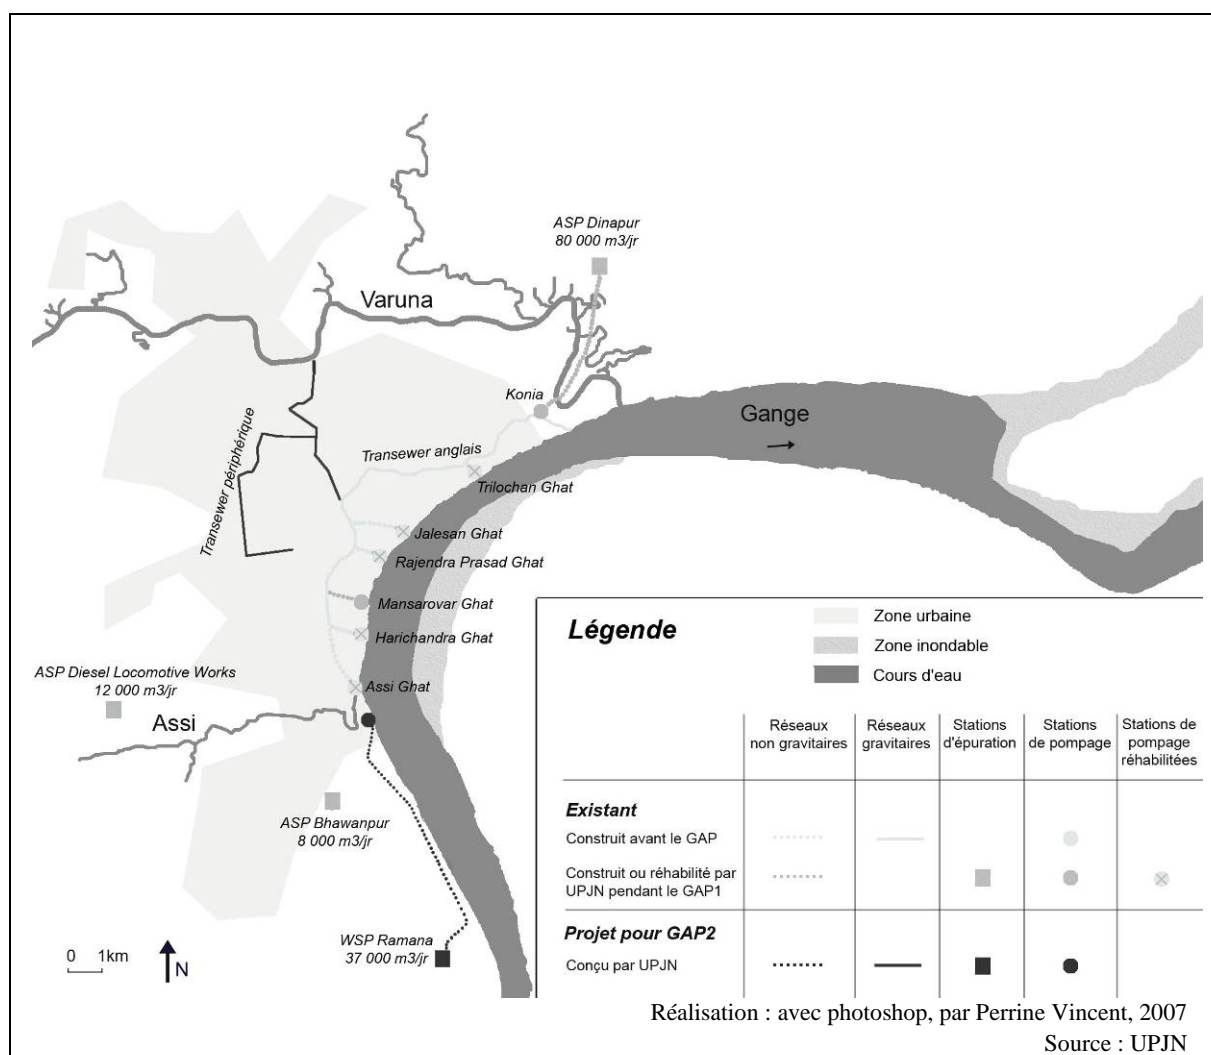 ASP Dinapur
80 000 m3/jr
Varuna
Konia
Gange
Transewer anglais
Transewer périphérique
Trilochan Ghat
Jalesan Ghat
Rajendra Prasad Ghat
Mansarovar Ghat
Harichandra Ghat
Assi Ghat
ASP Diesel Locomotive Works
12 000 m3/jr
Assi
ASP Bhawanpur
8 000 m3/jr
WSP Ramana
37 000 m3/jr
0 1km
N
Légende
Zone urbaine
Zone inondable
Cours d'eau
Réseaux
non gravitaires
Réseaux
gravitaires
Stations
d'épuration
Stations
de pompage
Stations de
pompage
réhabilitées
Existant
Construit avant le GAP
Construit ou réhabilité par
UPJN pendant le GAP1
Projet pour GAP2
Conçu par UPJN
Réalisation : avec photoshop, par Perrine Vincent, 2007
Source : UPJN